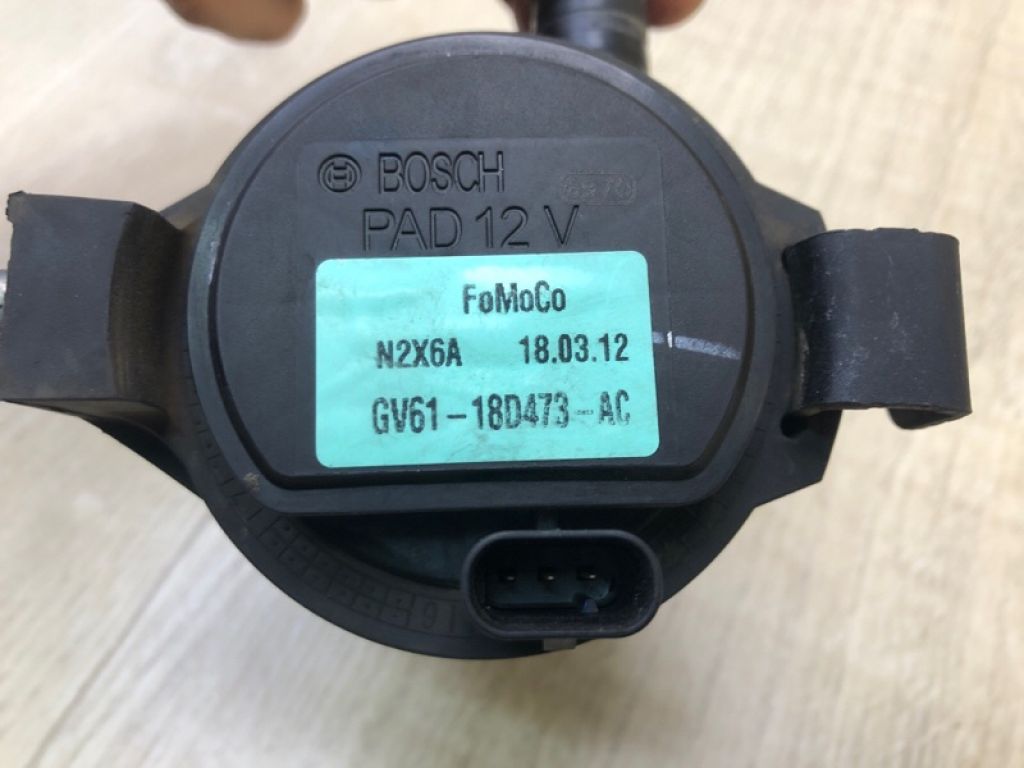 BOSCH
PAD 12 V
FoMoCo
N2X6A 18.03.12
GV61-18D473-AC